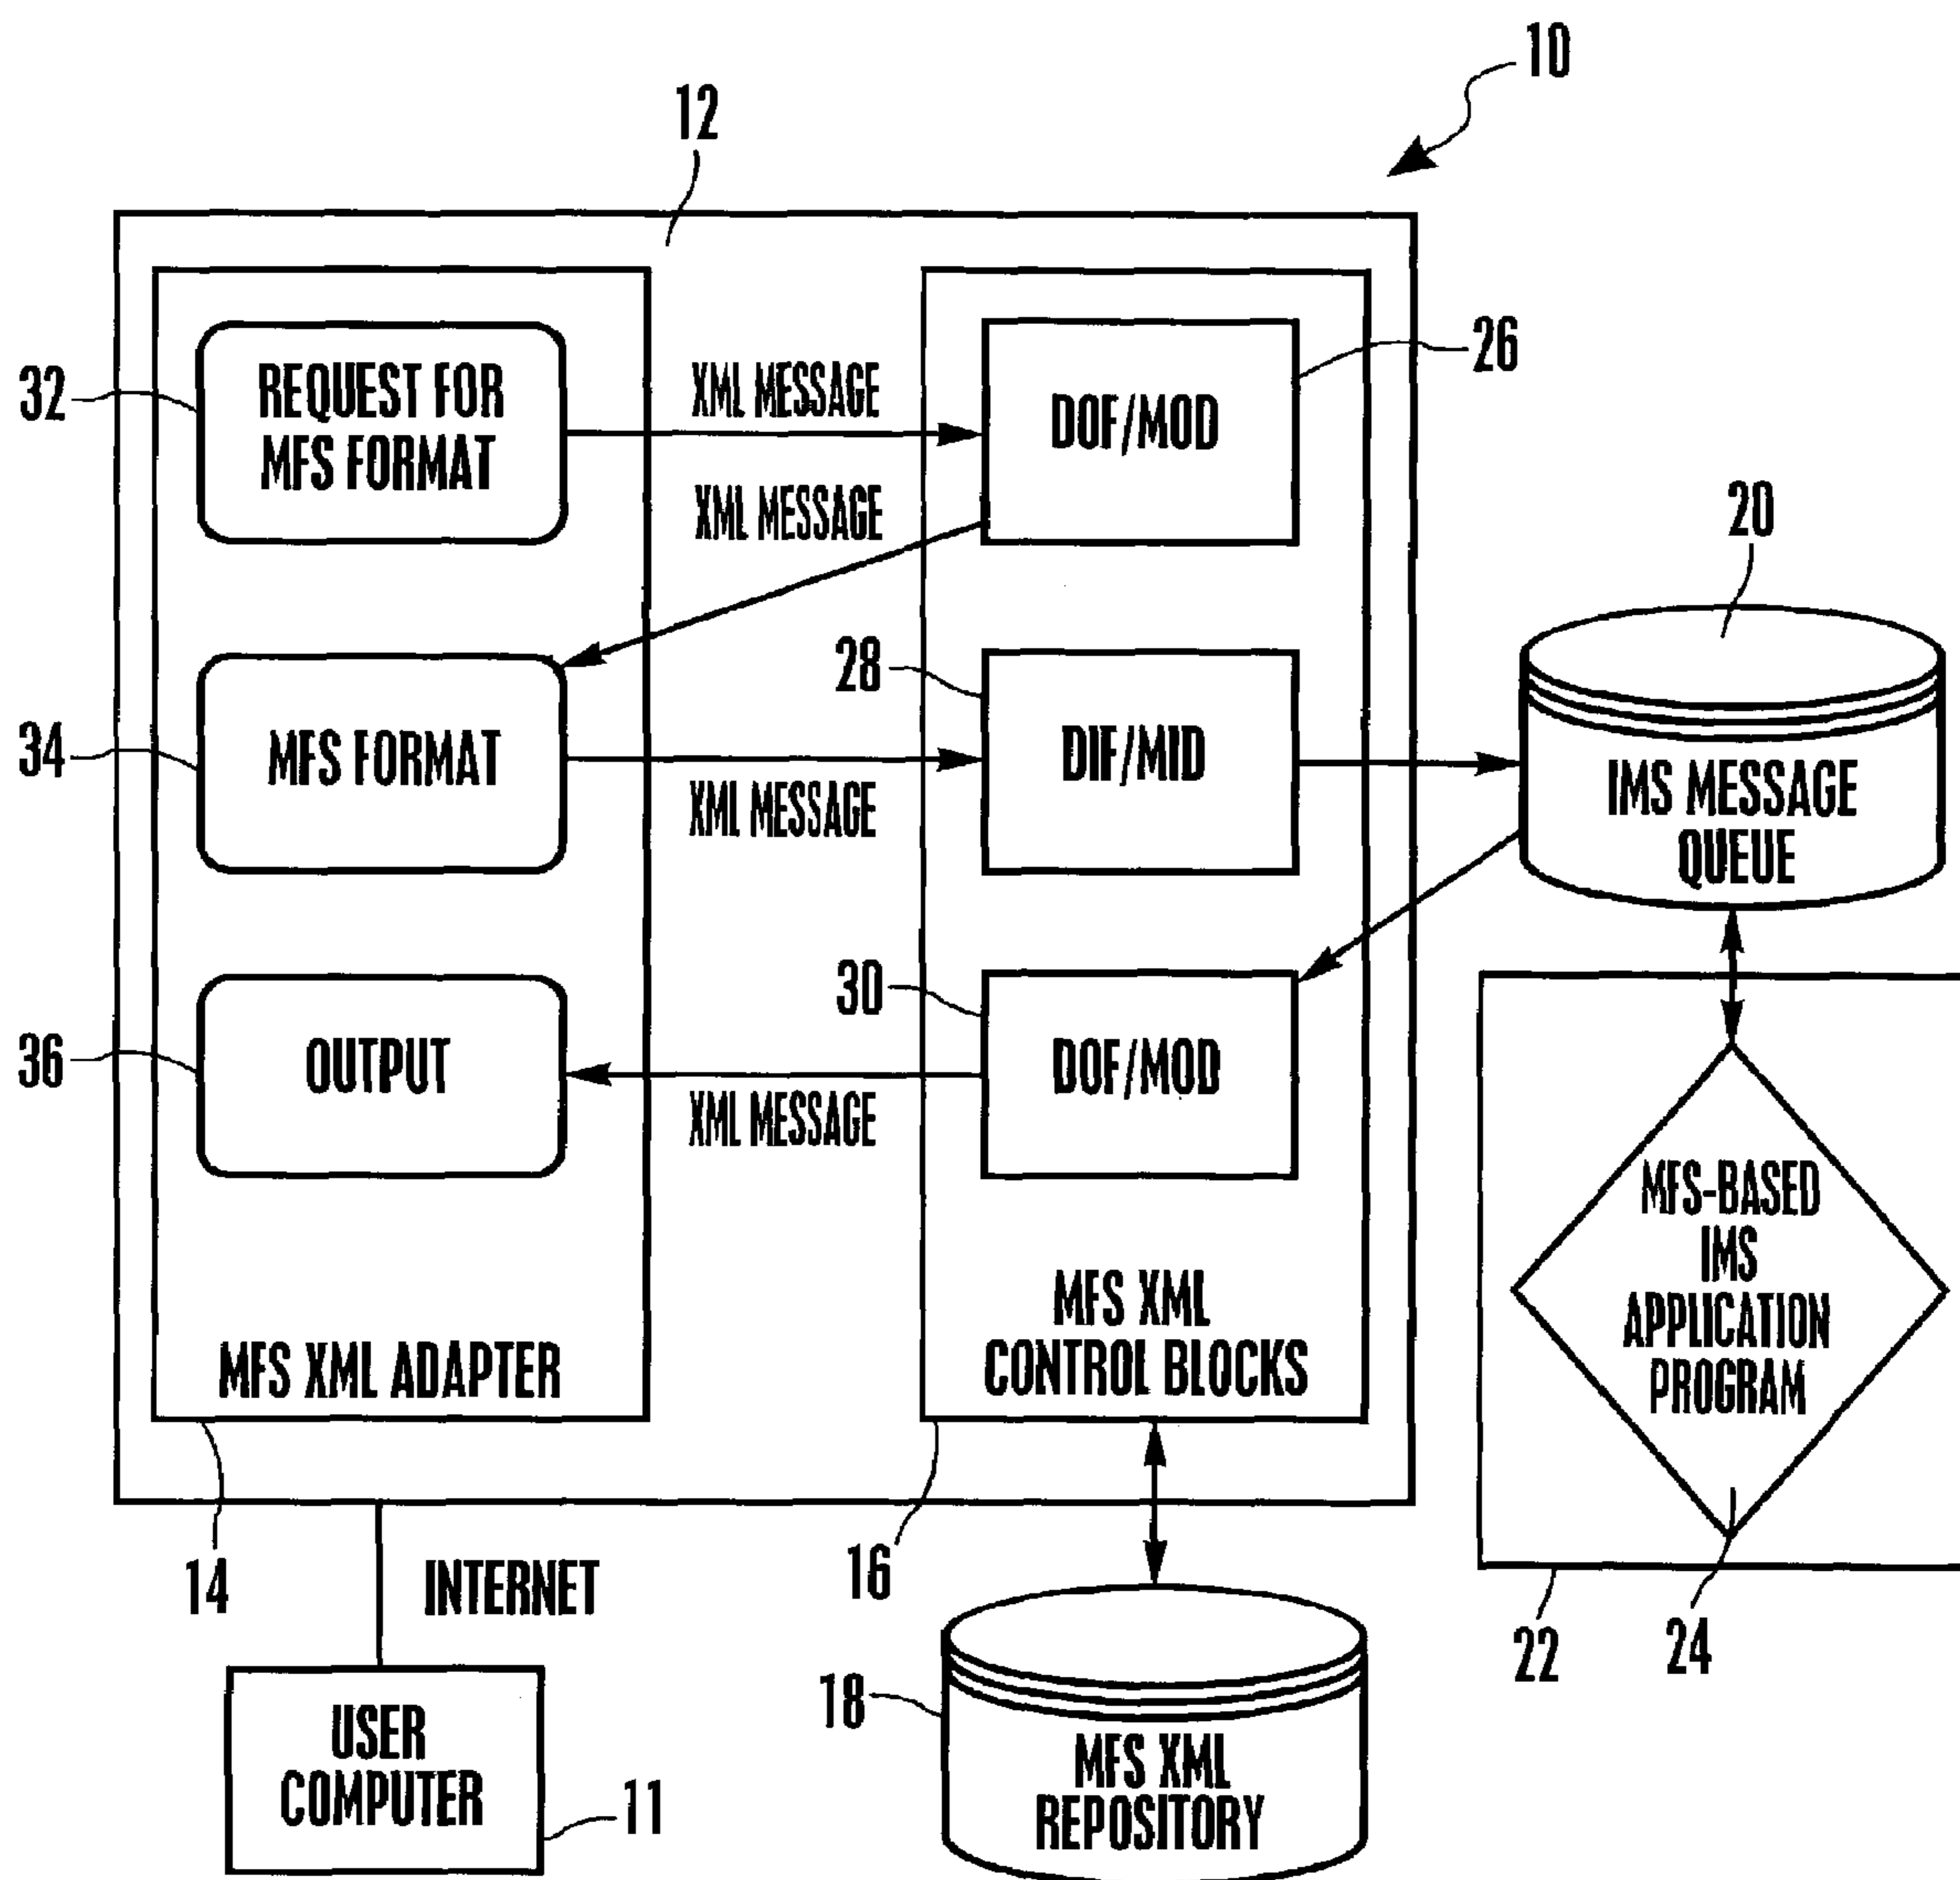 10
12
32
REQUEST FOR
MFS FORMAT
XML MESSAGE
DOF/MOD
26
XML MESSAGE
20
34
MFS FORMAT
XML MESSAGE
28
DIF/MID
IMS MESSAGE
QUEUE
36
OUTPUT
XML MESSAGE
30
DOF/MOD
MFS-BASED
IMS
APPLICATION
PROGRAM
MFS XML ADAPTER
MFS XML
CONTROL BLOCKS
14
INTERNET
16
22
24
USER
COMPUTER
11
18
MFS XML
REPOSITORY